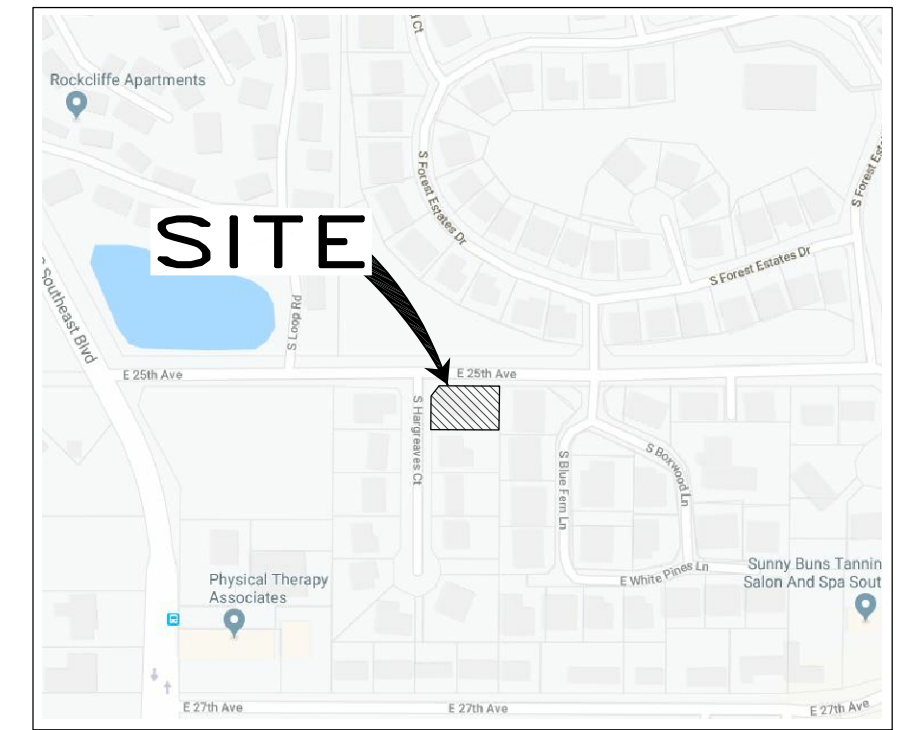 Ct
Rockcliffe Apartments
S Forest Estates Dr
S Forest Est
SITE
S Forest Estates Dr
S Southeast Blvd
S Loop Rd
E 25th Ave
E 25th Ave
S Hargreaves Ct
S Boxwood Ln
S Blue Fern Ln
E White Pines Ln
Sunny Buns Tannin
Salon And Spa Sout
Physical Therapy
Associates
E 27th Ave
E 27th Ave
E 27th Ave